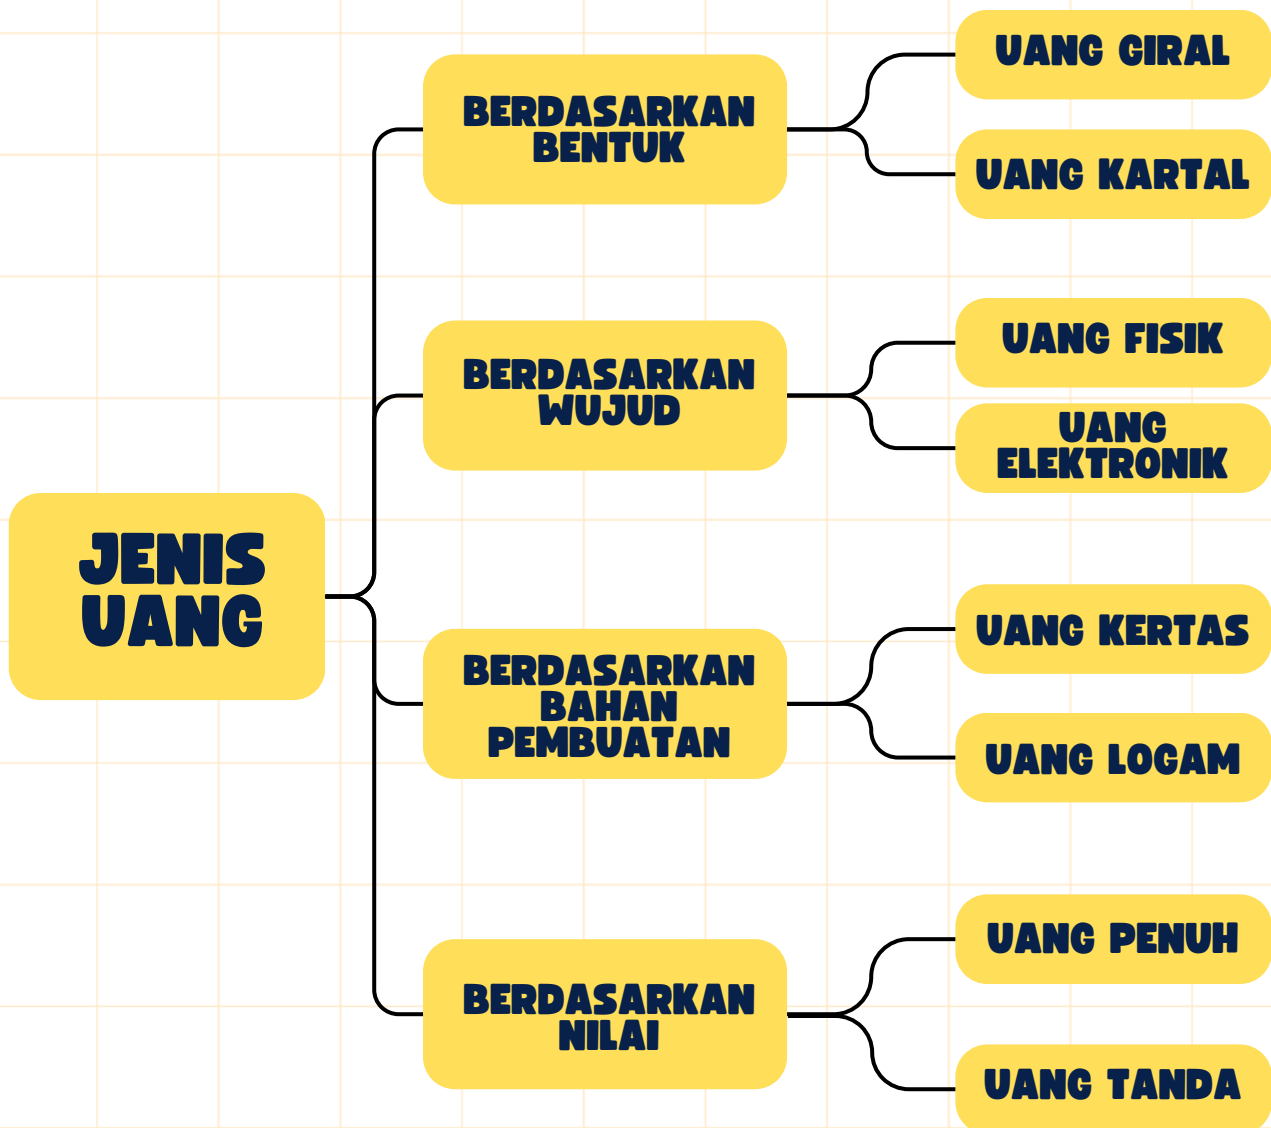 JENIS
UANG
BERDASARKAN
BENTUK
UANG GIRAL
UANG KARTAL
BERDASARKAN
WUJUD
UANG FISIK
UANG
ELEKTRONIK
BERDASARKAN
BAHAN
PEMBUATAN
UANG KERTAS
UANG LOGAM
BERDASARKAN
NILAI
UANG PENUH
UANG TANDA